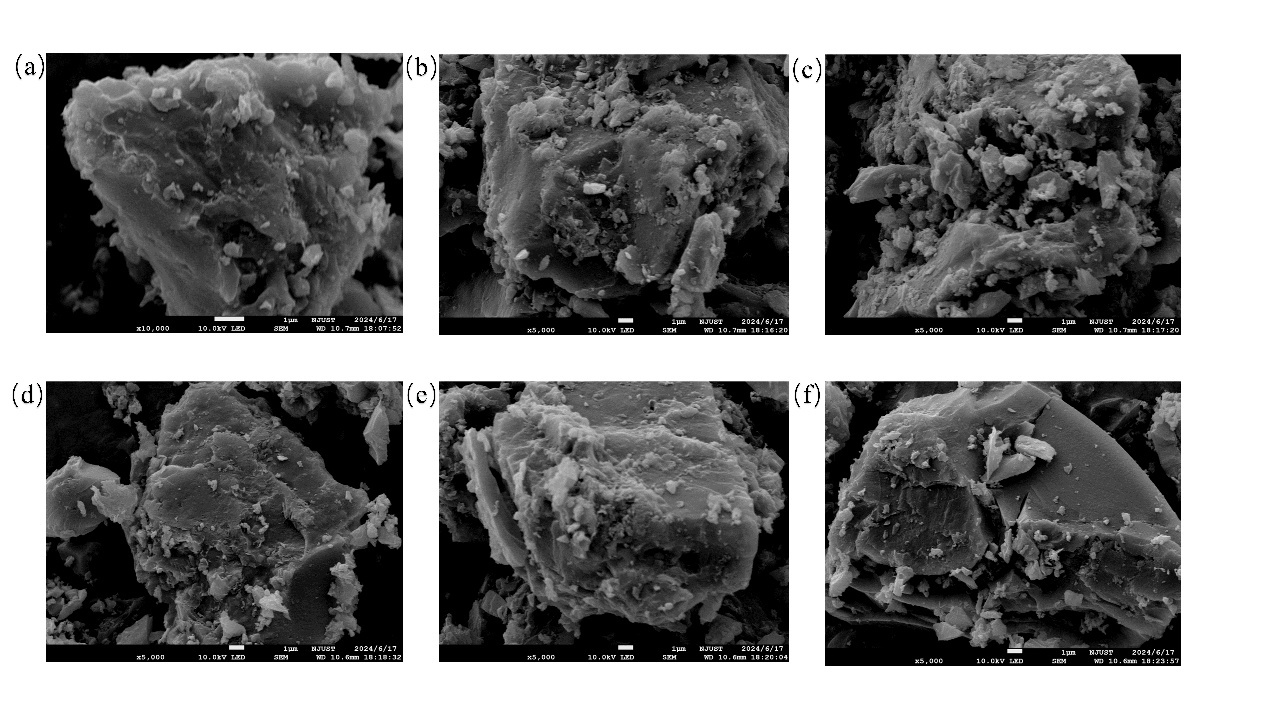 (a)
(b)
(c)
1μm NJUST 2024/6/17
x10,000 10.0kV LED SEM WD 10.7mm 18:07:52
1μm NJUST 2024/6/17
x5,000 10.0kV LED SEM WD 10.7mm 18:16:20
1μm NJUST 2024/6/17
x5,000 10.0kV LED SEM WD 10.7mm 18:17:20
(d)
(e)
(f)
1μm NJUST 2024/6/17
x5,000 10.0kV LED SEM WD 10.6mm 18:18:32
1μm NJUST 2024/6/17
x5,000 10.0kV LED SEM WD 10.6mm 18:20:04
1μm NJUST 2024/6/17
x5,000 10.0kV LED SEM WD 10.6mm 18:23:57